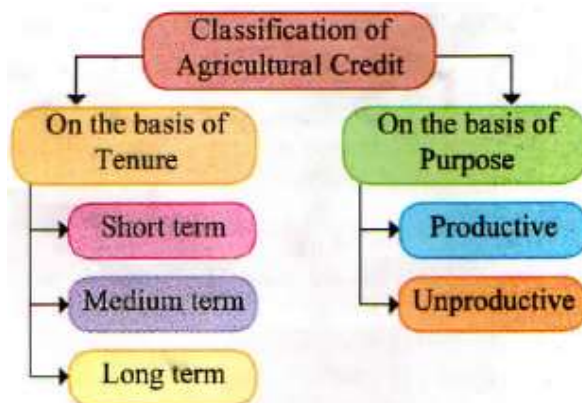 Classification of
Agricultural Credit
On the basis of
Tenure
Short term
Medium term
Long term
On the basis of
Purpose
Productive
Unproductive